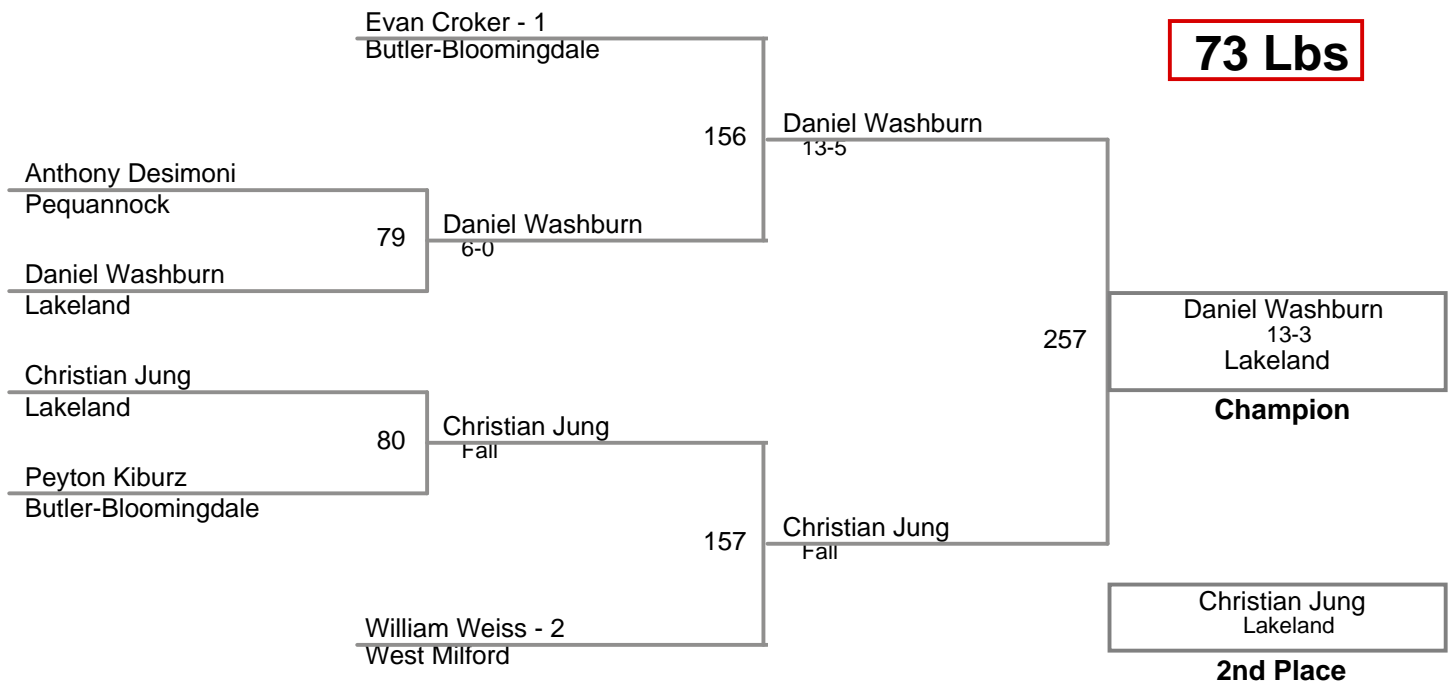 Evan Croker - 1
Butler-Bloomingdale
73 Lbs
156
Daniel Washburn
13-5
Anthony Desimoni
Pequannock
79
Daniel Washburn
6-0
Daniel Washburn
Lakeland
257
Daniel Washburn
13-3
Lakeland
Champion
Christian Jung
Lakeland
80
Christian Jung
Fall
Peyton Kiburz
Butler-Bloomingdale
157
Christian Jung
Fall
William Weiss - 2
West Milford
Christian Jung
Lakeland
2nd Place